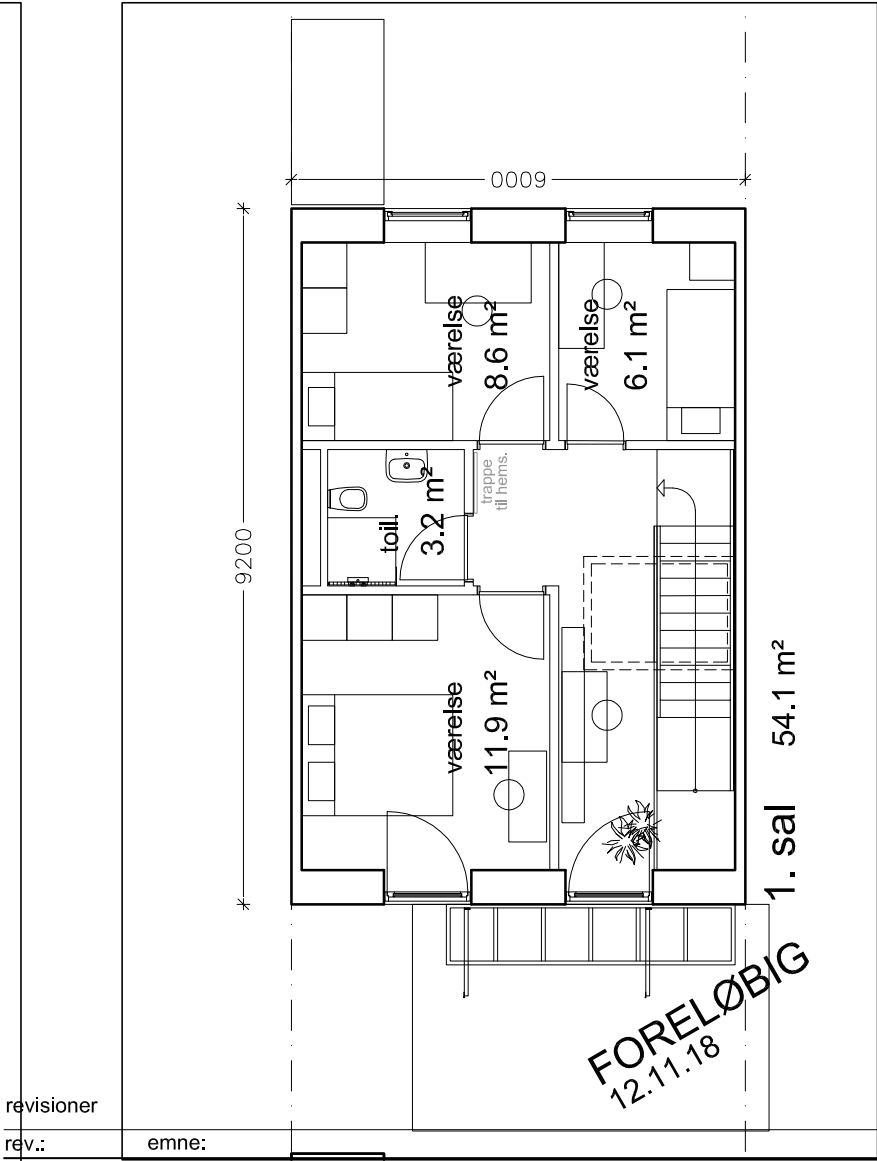 6000
9200
værelse
8.6 m²
værelse
6.1 m²
trappe
til hems.
toil.
3.2 m²
værelse
11.9 m²
1. sal 54.1 m²
FORELØBIG
12.11.18
revisioner
rev.:
emne: